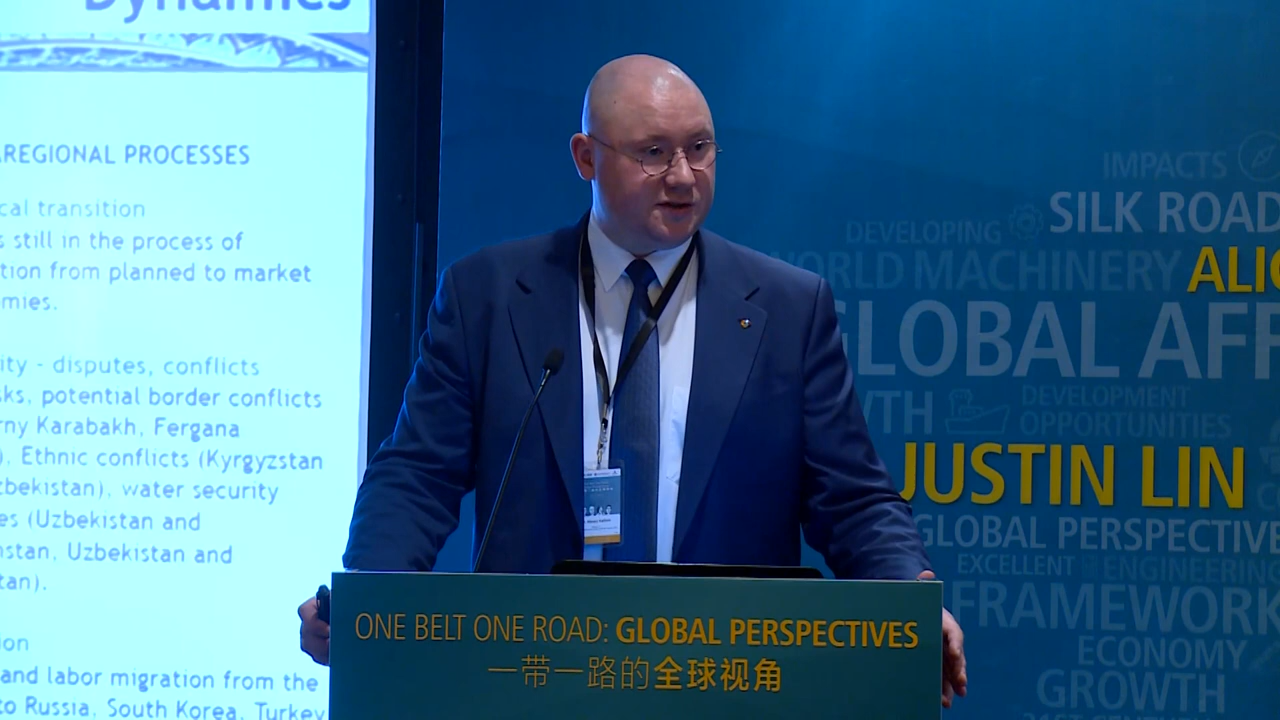 Dynamics
REGIONAL PROCESSES
cal transition
s still in the process of
tion from planned to market
mies.
ity - disputes, conflicts
sks, potential border conflicts
rny Karabakh, Fergana
), Ethnic conflicts (Kyrgyzstan
zbekistan), water security
es (Uzbekistan and
nstan, Uzbekistan and
tan).
on
and labor migration from the
to Russia, South Korea, Turkey
IMPACTS
SILK ROAD
DEVELOPING
ORLD MACHINERY ALIC
GLOBAL AFF
WTH
DEVELOPMENT
OPPORTUNITIES
JUSTIN LIN
GLOBAL PERSPECTIVE
EXCELLENT ENGINEERING
FRAMEWORK
ECONOMY
GROWTH
ONE BELT ONE ROAD: GLOBAL PERSPECTIVES
一带一路的全球视角